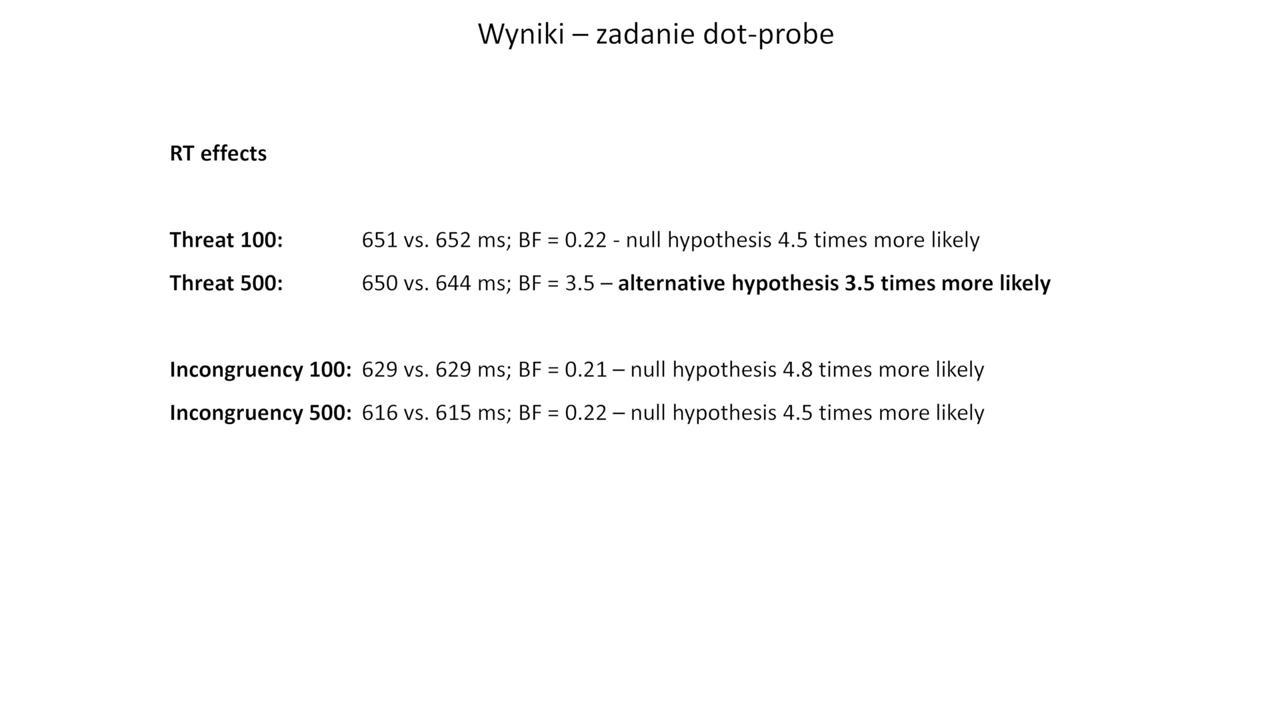 Wyniki – zadanie dot-probe
RT effects
Threat 100: 651 vs. 652 ms; BF = 0.22 - null hypothesis 4.5 times more likely
Threat 500: 650 vs. 644 ms; BF = 3.5 – alternative hypothesis 3.5 times more likely
Incongruency 100: 629 vs. 629 ms; BF = 0.21 – null hypothesis 4.8 times more likely
Incongruency 500: 616 vs. 615 ms; BF = 0.22 – null hypothesis 4.5 times more likely